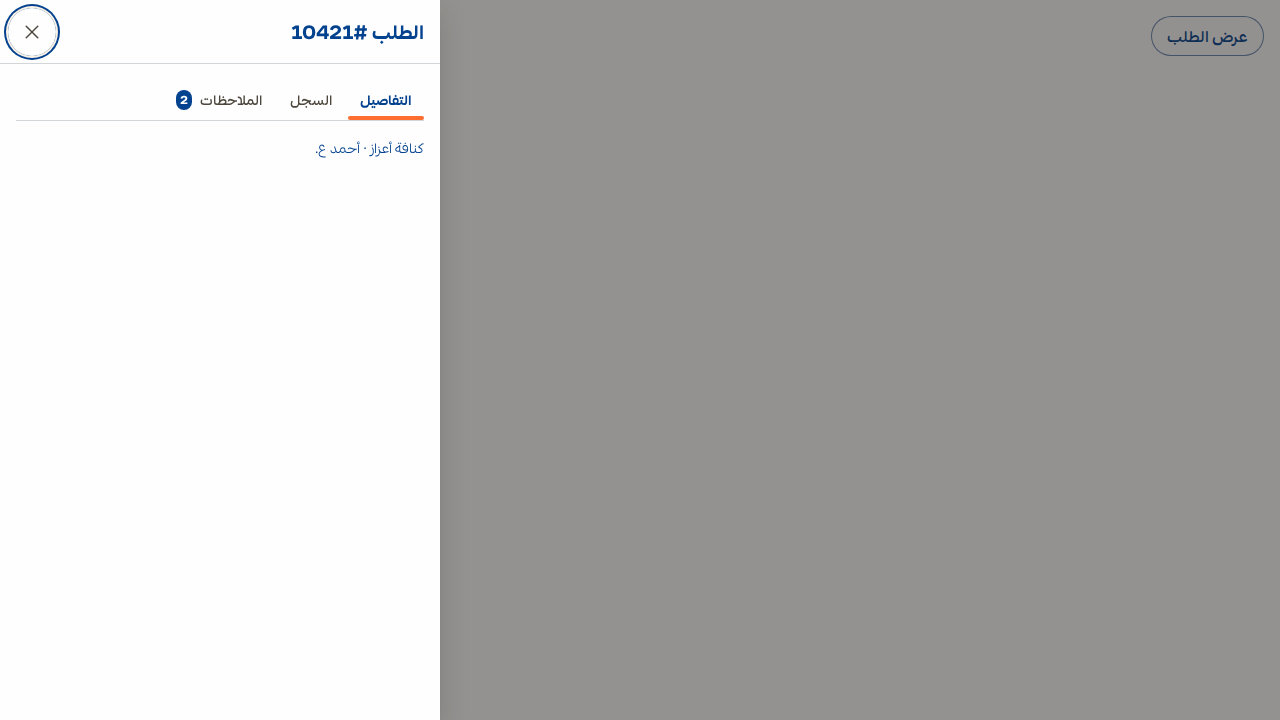 عرض الطلب
الطلب #10421
التفاصيل السجل الملاحظات 2
كنافة أعزاز · أحمد ع.